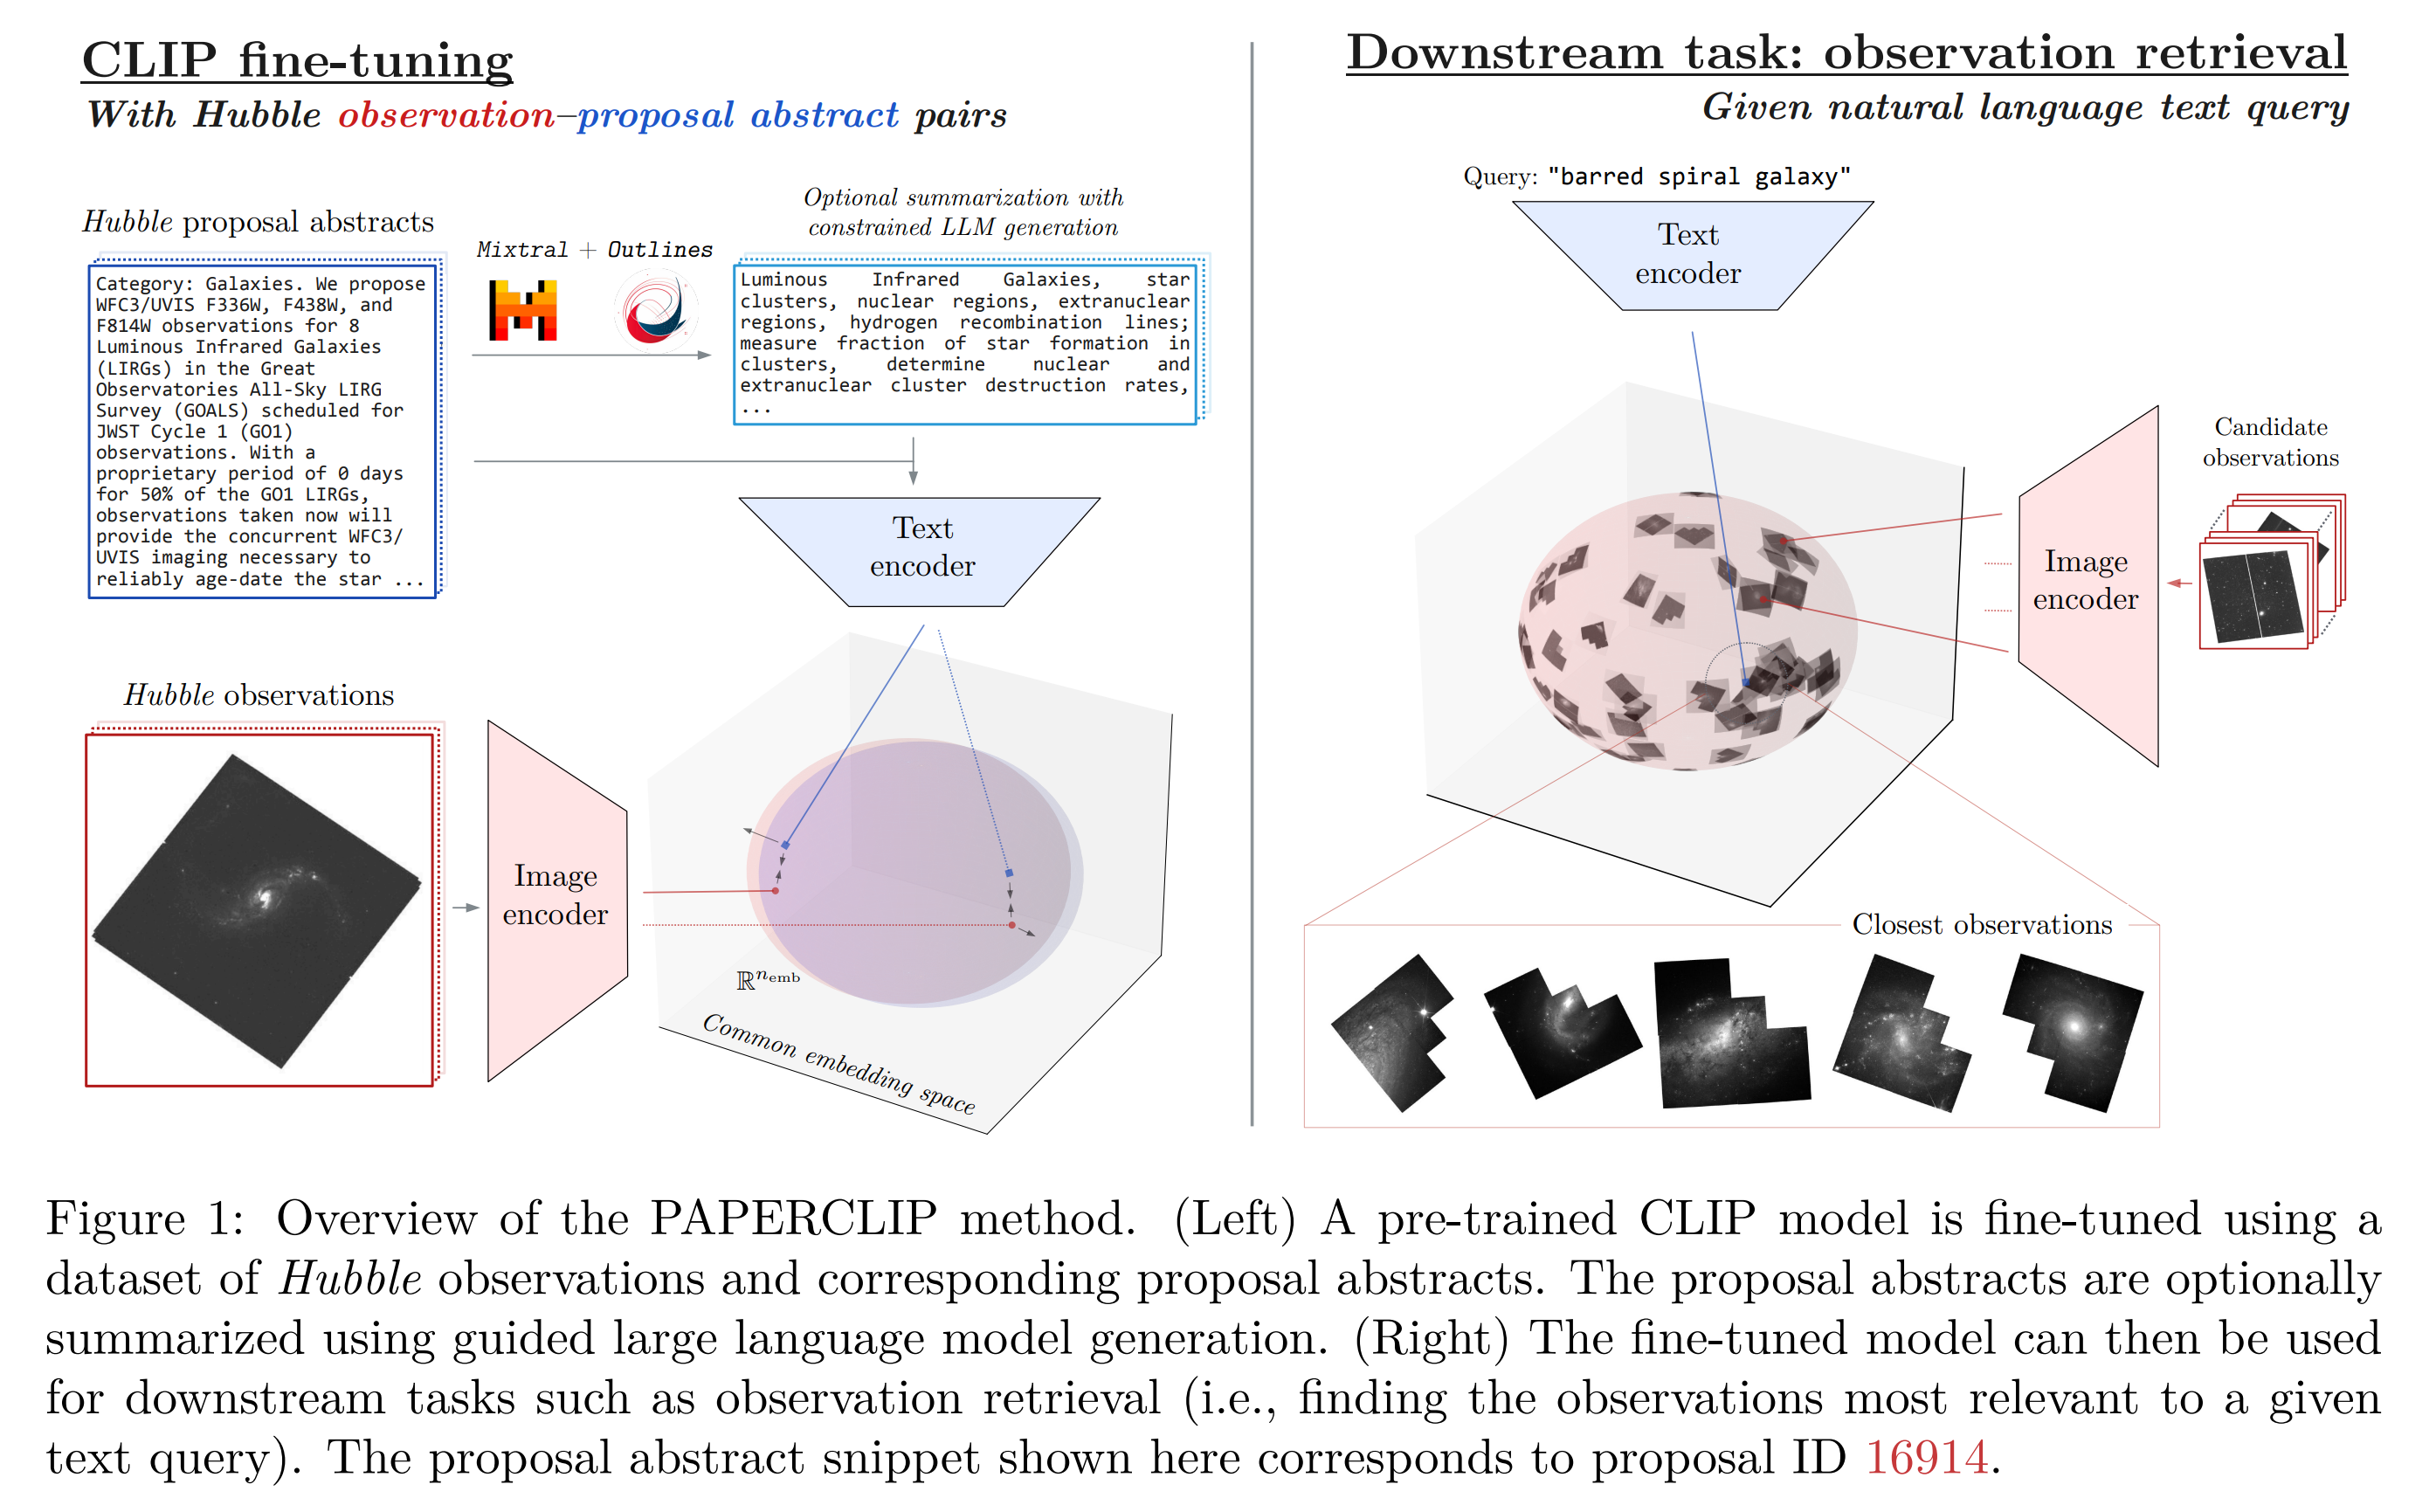 CLIP fine-tuning
With Hubble observation–proposal abstract pairs
Hubble proposal abstracts
Category: Galaxies. We propose
WFC3/UVIS F336W, F438W, and
F814W observations for 8
Luminous Infrared Galaxies
(LIRGs) in the Great
Observatories All-Sky LIRG
Survey (GOALS) scheduled for
JWST Cycle 1 (GO1)
observations. With a
proprietary period of 0 days
for 50% of the GO1 LIRGs,
observations taken now will
provide the concurrent WFC3/
UVIS imaging necessary to
reliably age-date the star ...
Mixtral + Outlines
Optional summarization with
constrained LLM generation
Luminous Infrared Galaxies, star
clusters, nuclear regions, extranuclear
regions, hydrogen recombination lines;
measure fraction of star formation in
clusters, determine nuclear and
extranuclear cluster destruction rates,
...
Text
encoder
Hubble observations
Image
encoder
ℝⁿemb
Common embedding space
Downstream task: observation retrieval
Given natural language text query
Query: "barred spiral galaxy"
Text
encoder
Candidate
observations
Image
encoder
Closest observations
Figure 1: Overview of the PAPERCLIP method. (Left) A pre-trained CLIP model is fine-tuned using a
dataset of Hubble observations and corresponding proposal abstracts. The proposal abstracts are optionally
summarized using guided large language model generation. (Right) The fine-tuned model can then be used
for downstream tasks such as observation retrieval (i.e., finding the observations most relevant to a given
text query). The proposal abstract snippet shown here corresponds to proposal ID 16914.